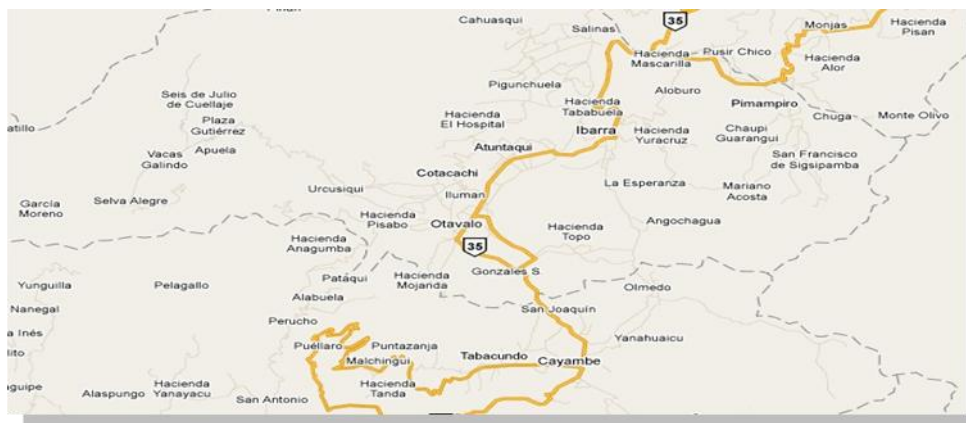 Cahuasqui
35
Salinas
Monjas
Hacienda
Pisan
Hacienda
Mascarilla
Pusir Chico
Hacienda
Alor
Pigunchuela
Aloburo
Seis de Julio
de Cuellaje
Hacienda
Tababuela
Pimampiro
Plaza
Gutiérrez
Hacienda
El Hospital
Ibarra
Hacienda
Yuracruz
Chaupi
Guarangui
Chuga
Monte Olivo
Vacas
Galindo
Apuela
Atuntaqui
San Francisco
de Sigsipamba
Cotacachi
Urcusiqui
Iluman
La Esperanza
Mariano
Acosta
García
Moreno
Selva Alegre
Hacienda
Pisabo
Otavalo
Hacienda
Topo
Angochagua
Hacienda
Anagumba
35
Yunguilla
Pelagallo
Patáqui
Hacienda
Mojanda
Gonzales S.
Olmedo
Nanegal
Alabuela
San Joaquín
Perucho
Yanahuaicu
Puéllaro
Puntazanja
Malchingui
Tabacundo
Cayambe
Alaspungo
Hacienda
Yanayacu
San Antonio
Hacienda
Tanda